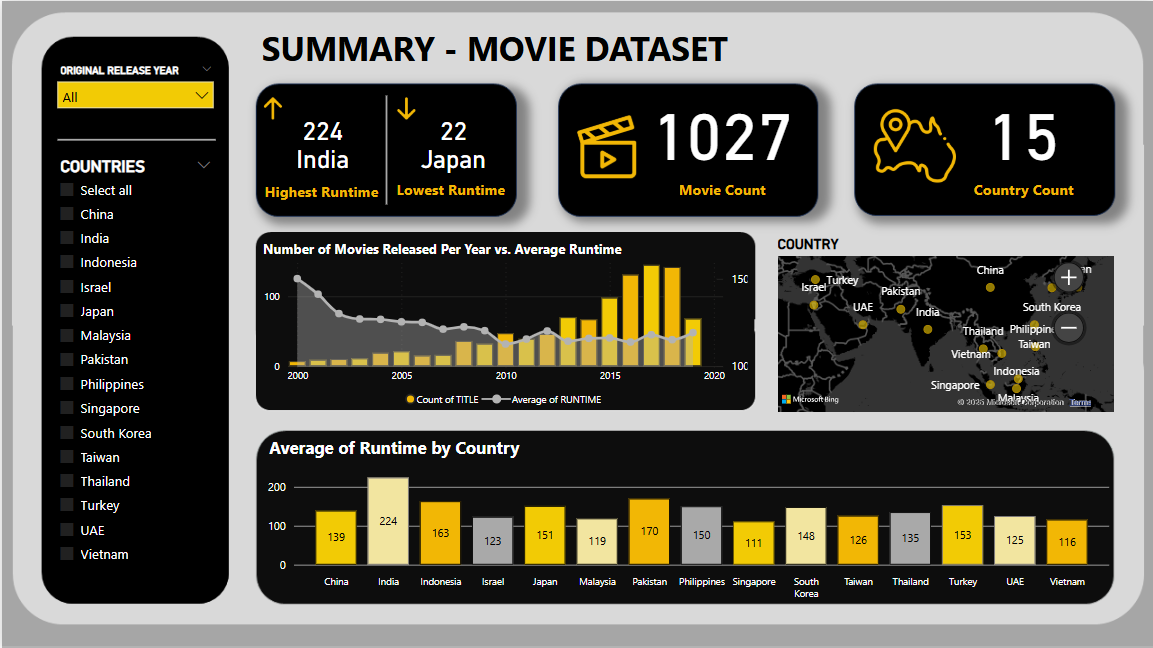 SUMMARY - MOVIE DATASET
ORIGINAL RELEASE YEAR
All
COUNTRIES
Select all
China
India
Indonesia
Israel
Japan
Malaysia
Pakistan
Philippines
Singapore
South Korea
Taiwan
Thailand
Turkey
UAE
Vietnam
224
India
Highest Runtime
22
Japan
Lowest Runtime
1027
Movie Count
15
Country Count
Number of Movies Released Per Year vs. Average Runtime
100
0
150
100
2000
2005
2010
2015
2020
Count of TITLE
Average of RUNTIME
COUNTRY
China
an
Israel
Turkey
Pakistan
UAE
India
South Korea
Thailand
Philippine
Taiwan
Vietnam
Indonesia
Singapore
Malaysia
Microsoft Bing
© 2025 Microsoft Corporation
Terms
Average of Runtime by Country
200
100
0
139
224
163
123
151
119
170
150
111
148
126
135
153
125
116
China
India
Indonesia
Israel
Japan
Malaysia
Pakistan
Philippines
Singapore
South
Korea
Taiwan
Thailand
Turkey
UAE
Vietnam